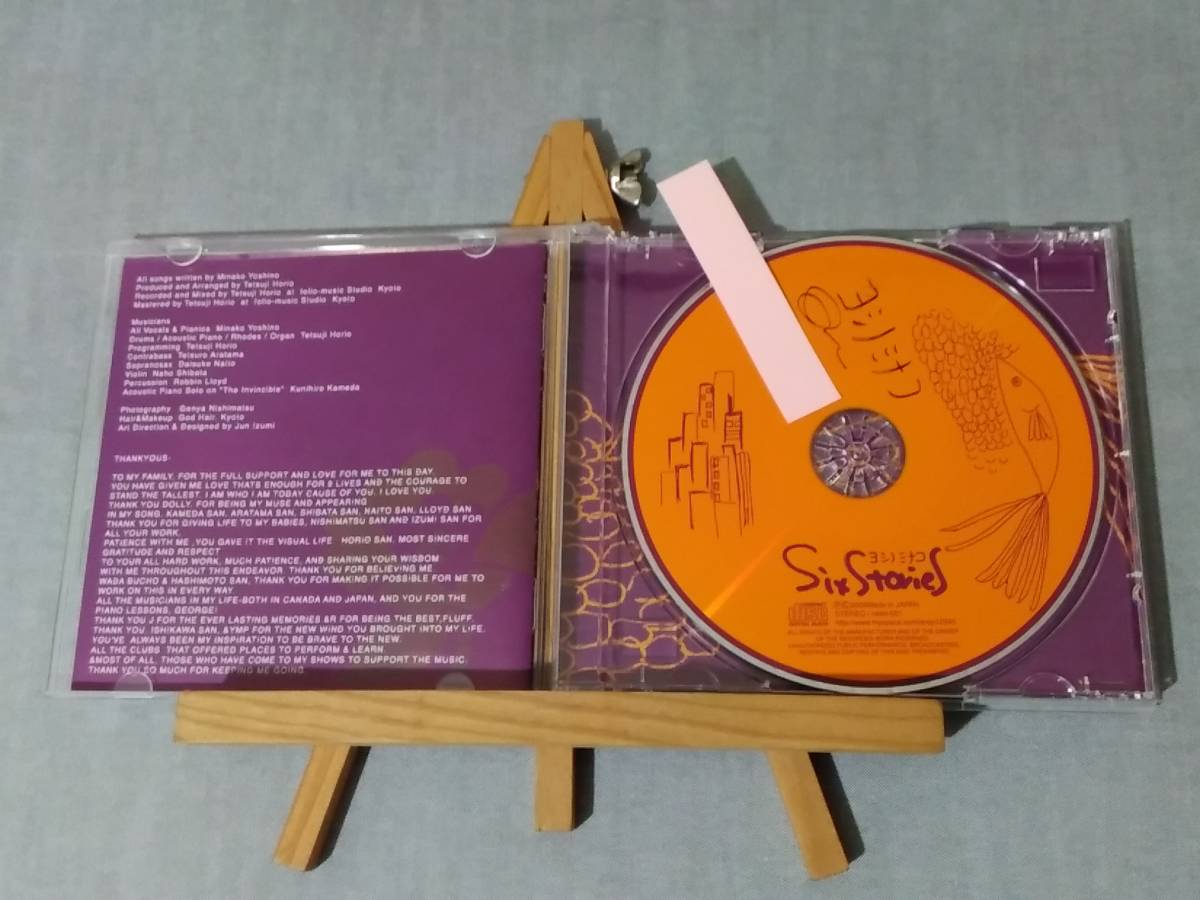 All songs written by Minako Yoshino
Produced and Arranged by Tetsuji Horio
Recorded and Mixed by Tetsuji Horio at folio-music Studio Kyoto
Mastered by Tetsuji Horio at folio-music Studio Kyoto
Musicians
All Vocals & Pianica Minako Yoshino
Drums / Acoustic Piano / Rhodes / Organ Tetsuji Horio
Programming Tetsuji Horio
Contrabass Tetsuro Aratama
Sopranosax Daisuke Naito
Violin Naho Shibata
Percussion Robbin Lloyd
Acoustic Piano Solo on "The Invincible" Kunihiro Kameda
Photography Genya Nishimatsu
Hair&Makeup God Hair. Kyoto
Art Direction & Designed by Jun Izumi
THANKYOUS-
TO MY FAMILY, FOR THE FULL SUPPORT AND LOVE FOR ME TO THIS DAY.
YOU HAVE GIVEN ME LOVE THATS ENOUGH FOR 9 LIVES AND THE COURAGE TO
STAND THE TALLEST. I AM WHO I AM TODAY CAUSE OF YOU. I LOVE YOU.
THANK YOU DOLLY, FOR BEING MY MUSE AND APPEARING
IN MY SONG. KAMEDA SAN, ARATAMA SAN, SHIBATA SAN, NAITO SAN, LLOYD SAN
THANK YOU FOR GIVING LIFE TO MY BABIES, NISHIMATSU SAN AND IZUMI SAN FOR
ALL YOUR WORK,
PATIENCE WITH ME ,YOU GAVE IT THE VISUAL LIFE HORIO SAN, MOST SINCERE
GRATITUDE AND RESPECT
TO YOUR ALL HARD WORK, MUCH PATIENCE, AND SHARING YOUR WISDOM
WITH ME THROUGHOUT THIS ENDEAVOR. THANK YOU FOR BELIEVING ME
WADA BUCHO & HASHIMOTO SAN, THANK YOU FOR MAKING IT POSSIBLE FOR ME TO
WORK ON THIS IN EVERY WAY.
ALL THE MUSICIANS IN MY LIFE-BOTH IN CANADA AND JAPAN, AND YOU FOR THE
PIANO LESSONS, GEORGE!
THANK YOU J FOR THE EVER LASTING MEMORIES &R FOR BEING THE BEST,FLUFF.
THANK YOU, ISHIKAWA SAN, &YMP FOR THE NEW WIND YOU BROUGHT INTO MY LIFE.
YOU'VE ALWAYS BEEN MY INSPIRATION TO BE BRAVE TO THE NEW.
ALL THE CLUBS THAT OFFERED PLACES TO PERFORM & LEARN.
&MOST OF ALL, THOSE WHO HAVE COME TO MY SHOWS TO SUPPORT THE MUSIC.
THANK YOU SO MUCH FOR KEEPING ME GOING.
Six Stories